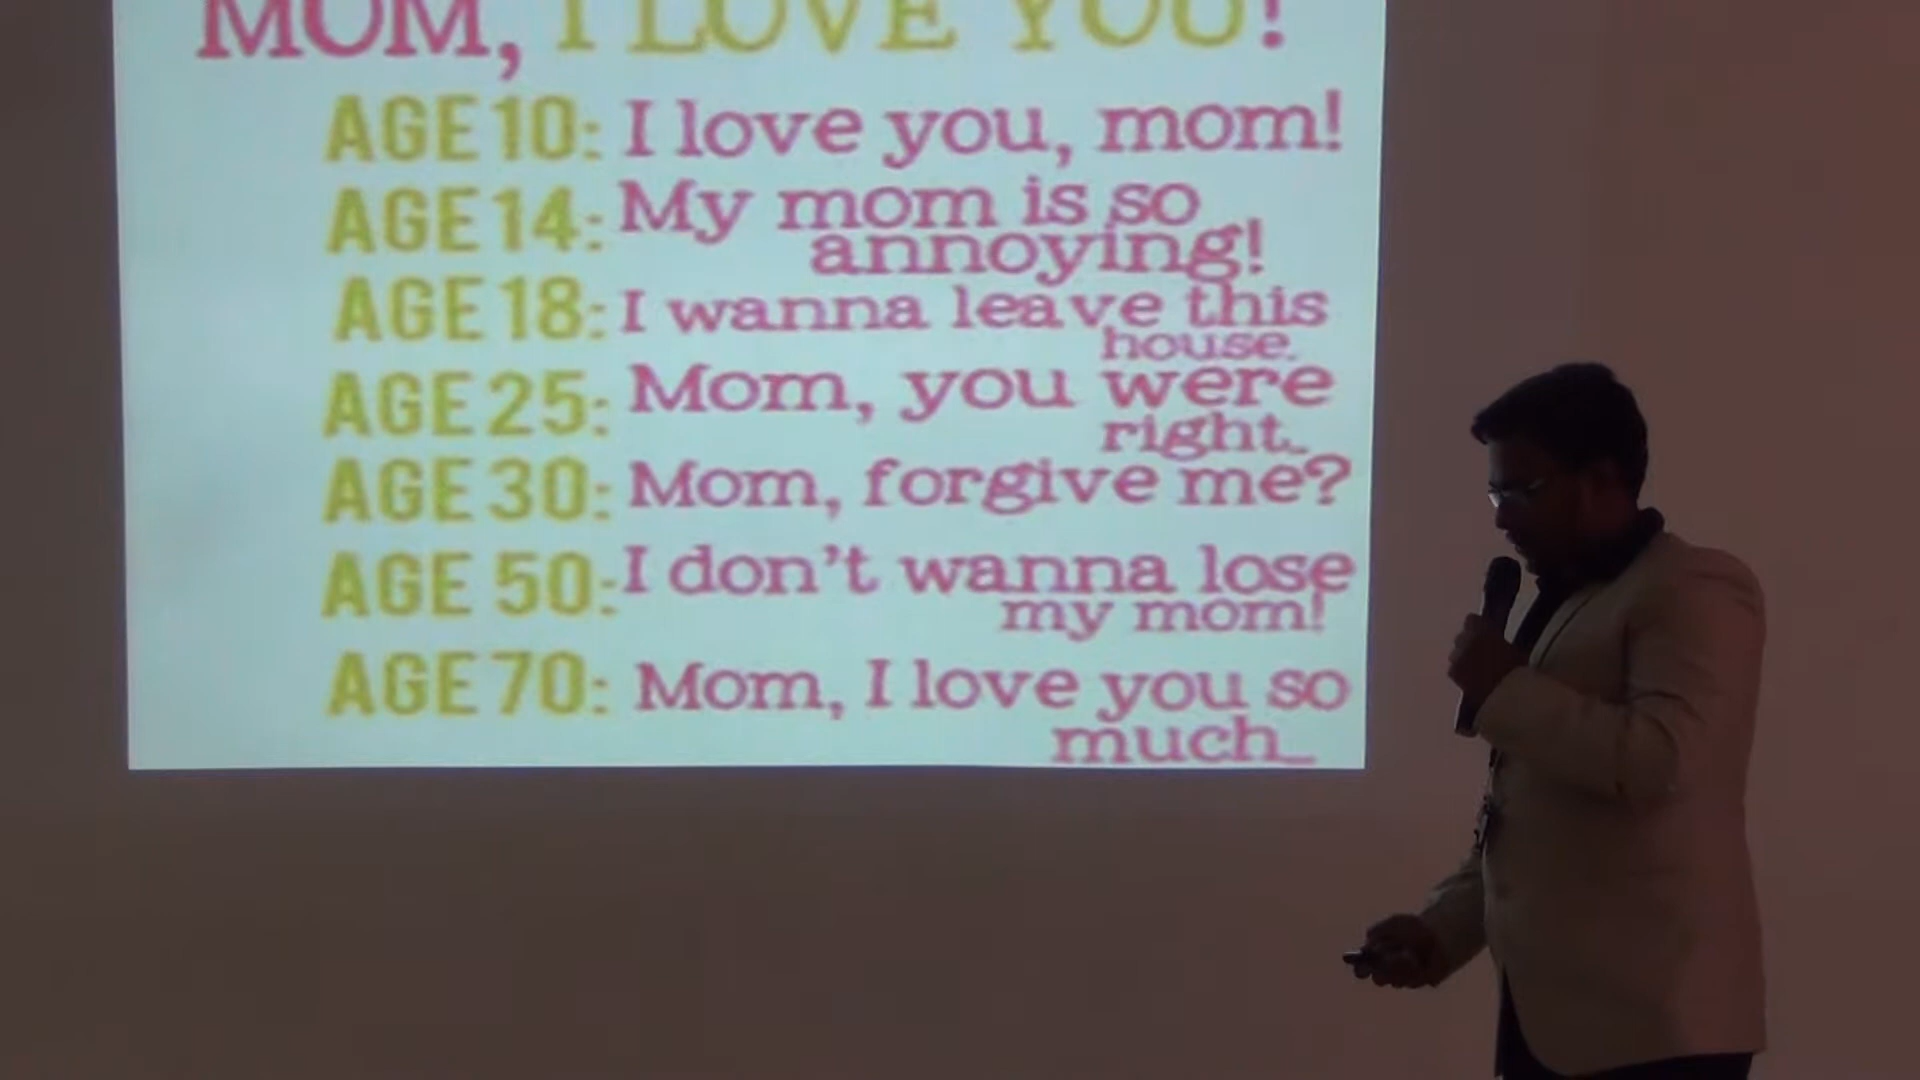 MOM, I LOVE YOU!
AGE 10: I love you, mom!
AGE 14: My mom is so
annoying!
AGE 18: I wanna leave this
house.
AGE 25: Mom, you were
right..
AGE 30: Mom, forgive me?
AGE 50: I don't wanna lose
my mom!
AGE 70: Mom, I love you so
much...